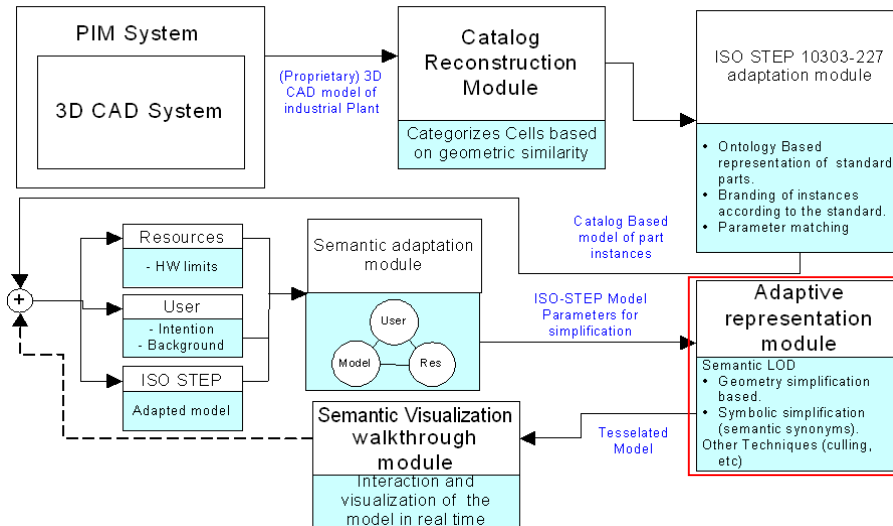 PIM System
3D CAD System
(Proprietary) 3D
CAD model of
industrial Plant
Catalog
Reconstruction
Module
Categorizes Cells based
on geometric similarity
ISO STEP 10303-227
adaptation module
• Ontology Based
representation of standard
parts.
• Branding of instances
according to the standard.
• Parameter matching
Catalog Based
model of part
instances
+
Resources
- HW limits
User
- Intention
- Background
ISO STEP
Adapted model
Semantic adaptation
module
User
Model
Res
ISO-STEP Model
Parameters for
simplification
Adaptive
representation
module
Semantic LOD
• Geometry simplification
based.
• Symbolic simplification
(semantic synonyms).
Other Techniques (culling,
etc)
Tesselated
Model
Semantic Visualization
walkthrough
module
Interaction and
visualization of the
model in real time